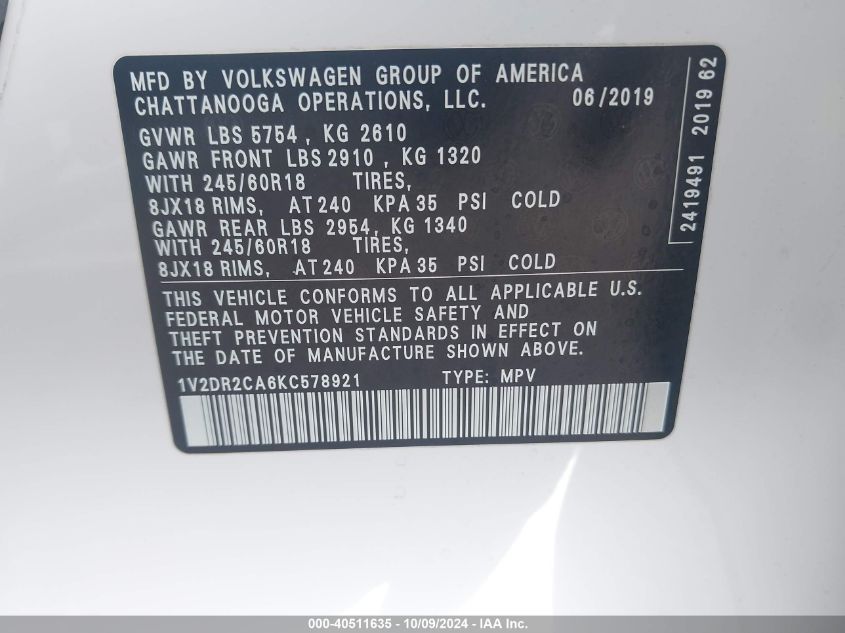 MFD BY VOLKSWAGEN GROUP OF AMERICA
CHATTANOOGA OPERATIONS, LLC. 06/2019
GVWR LBS 5754 , KG 2610
GAWR FRONT LBS 2910 , KG 1320
WITH 245/60R18 TIRES,
8JX18 RIMS, AT 240 KPA 35 PSI COLD
GAWR REAR LBS 2954, KG 1340
WITH 245/60R18 TIRES,
8JX18 RIMS, AT 240 KPA 35 PSI COLD
THIS VEHICLE CONFORMS TO ALL APPLICABLE U.S.
FEDERAL MOTOR VEHICLE SAFETY AND
THEFT PREVENTION STANDARDS IN EFFECT ON
THE DATE OF MANUFACTURE SHOWN ABOVE.
1V2DR2CA6KC578921 TYPE: MPV
2419491 2019 62
000-40511635 - 10/09/2024 - IAA Inc.